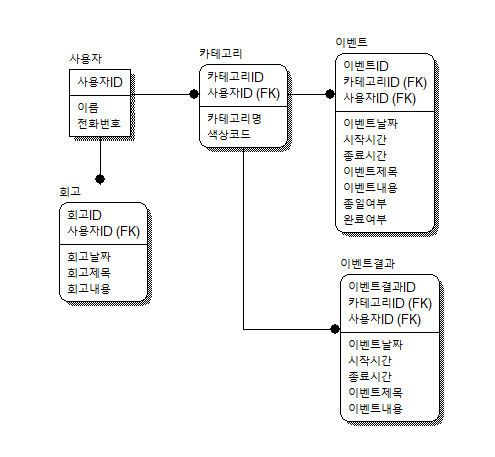 사용자
사용자ID
이름
전화번호
카테고리
카테고리ID
사용자ID (FK)
카테고리명
색상코드
이벤트
이벤트ID
카테고리ID (FK)
사용자ID (FK)
이벤트날짜
시작시간
종료시간
이벤트제목
이벤트내용
종일여부
완료여부
회고
회고ID
사용자ID (FK)
회고날짜
회고제목
회고내용
이벤트결과
이벤트결과ID
카테고리ID (FK)
사용자ID (FK)
이벤트날짜
시작시간
종료시간
이벤트제목
이벤트내용